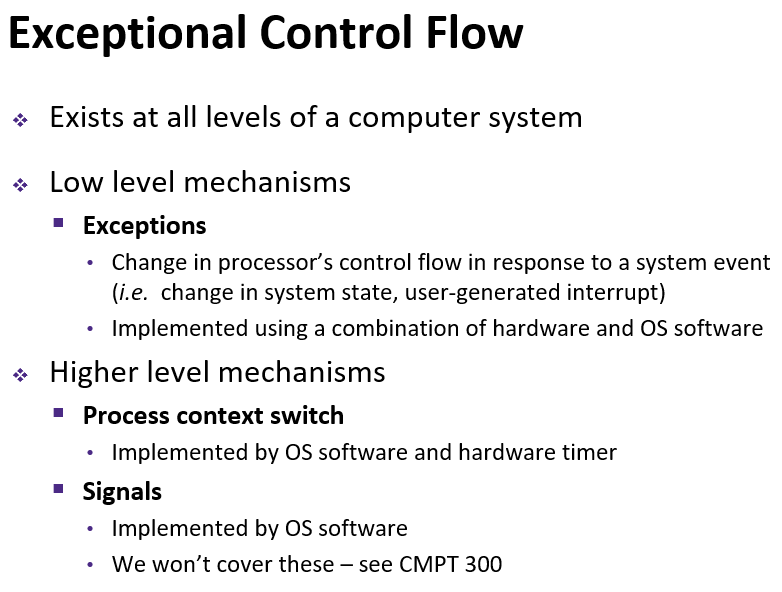 Exceptional Control Flow
Exists at all levels of a computer system
Low level mechanisms
Exceptions
Change in processor’s control flow in response to a system event
(i.e. change in system state, user-generated interrupt)
Implemented using a combination of hardware and OS software
Higher level mechanisms
Process context switch
Implemented by OS software and hardware timer
Signals
Implemented by OS software
We won’t cover these – see CMPT 300